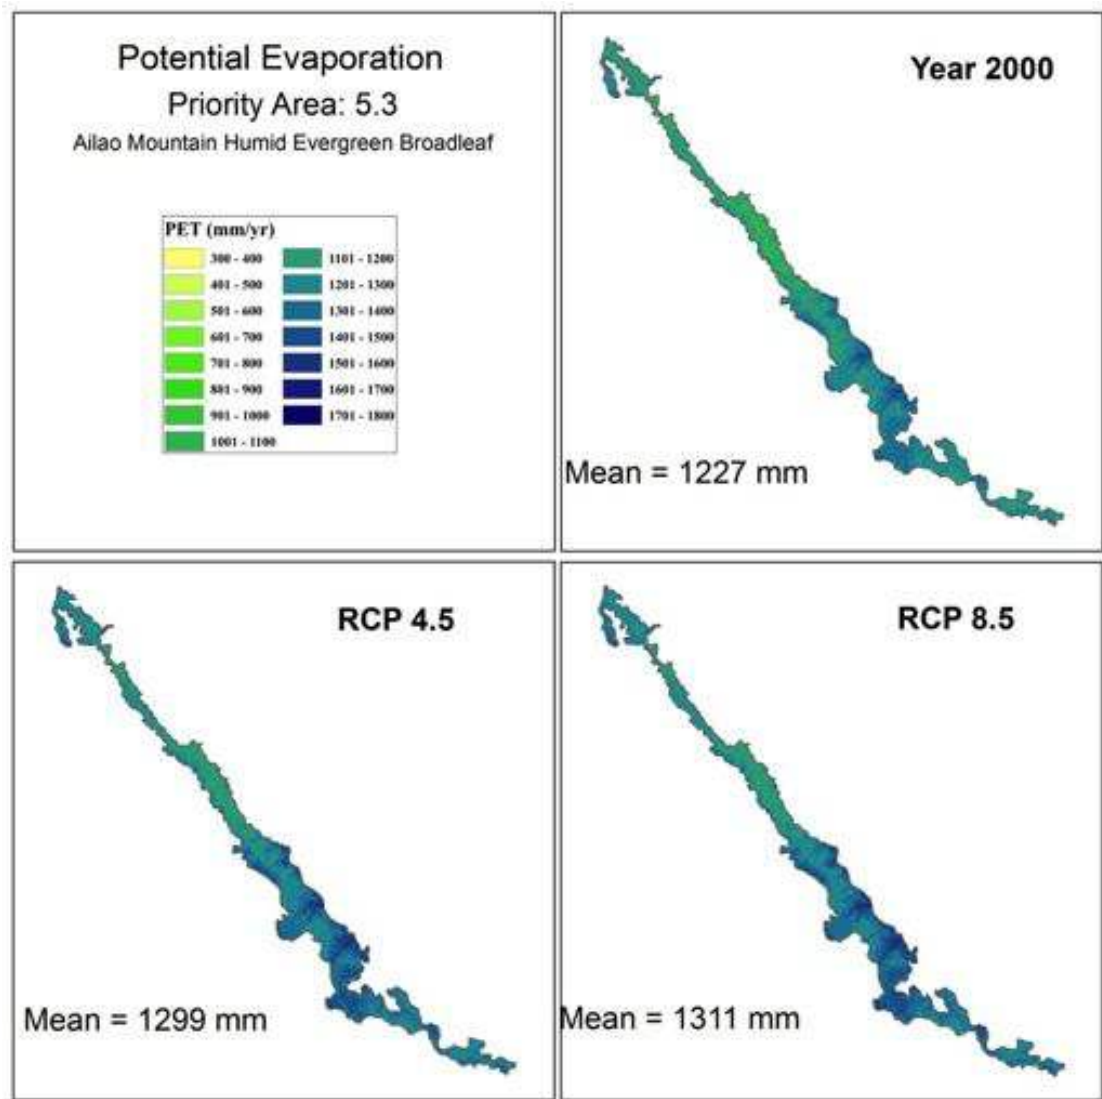 Potential Evaporation
Priority Area: 5.3
Ailao Mountain Humid Evergreen Broadleaf
PET (mm/yr)
300 - 400
401 - 500
501 - 600
601 - 700
701 - 800
801 - 900
901 - 1000
1001 - 1100
1101 - 1200
1201 - 1300
1301 - 1400
1401 - 1500
1501 - 1600
1601 - 1700
1701 - 1800
Year 2000
Mean = 1227 mm
RCP 4.5
Mean = 1299 mm
RCP 8.5
Mean = 1311 mm